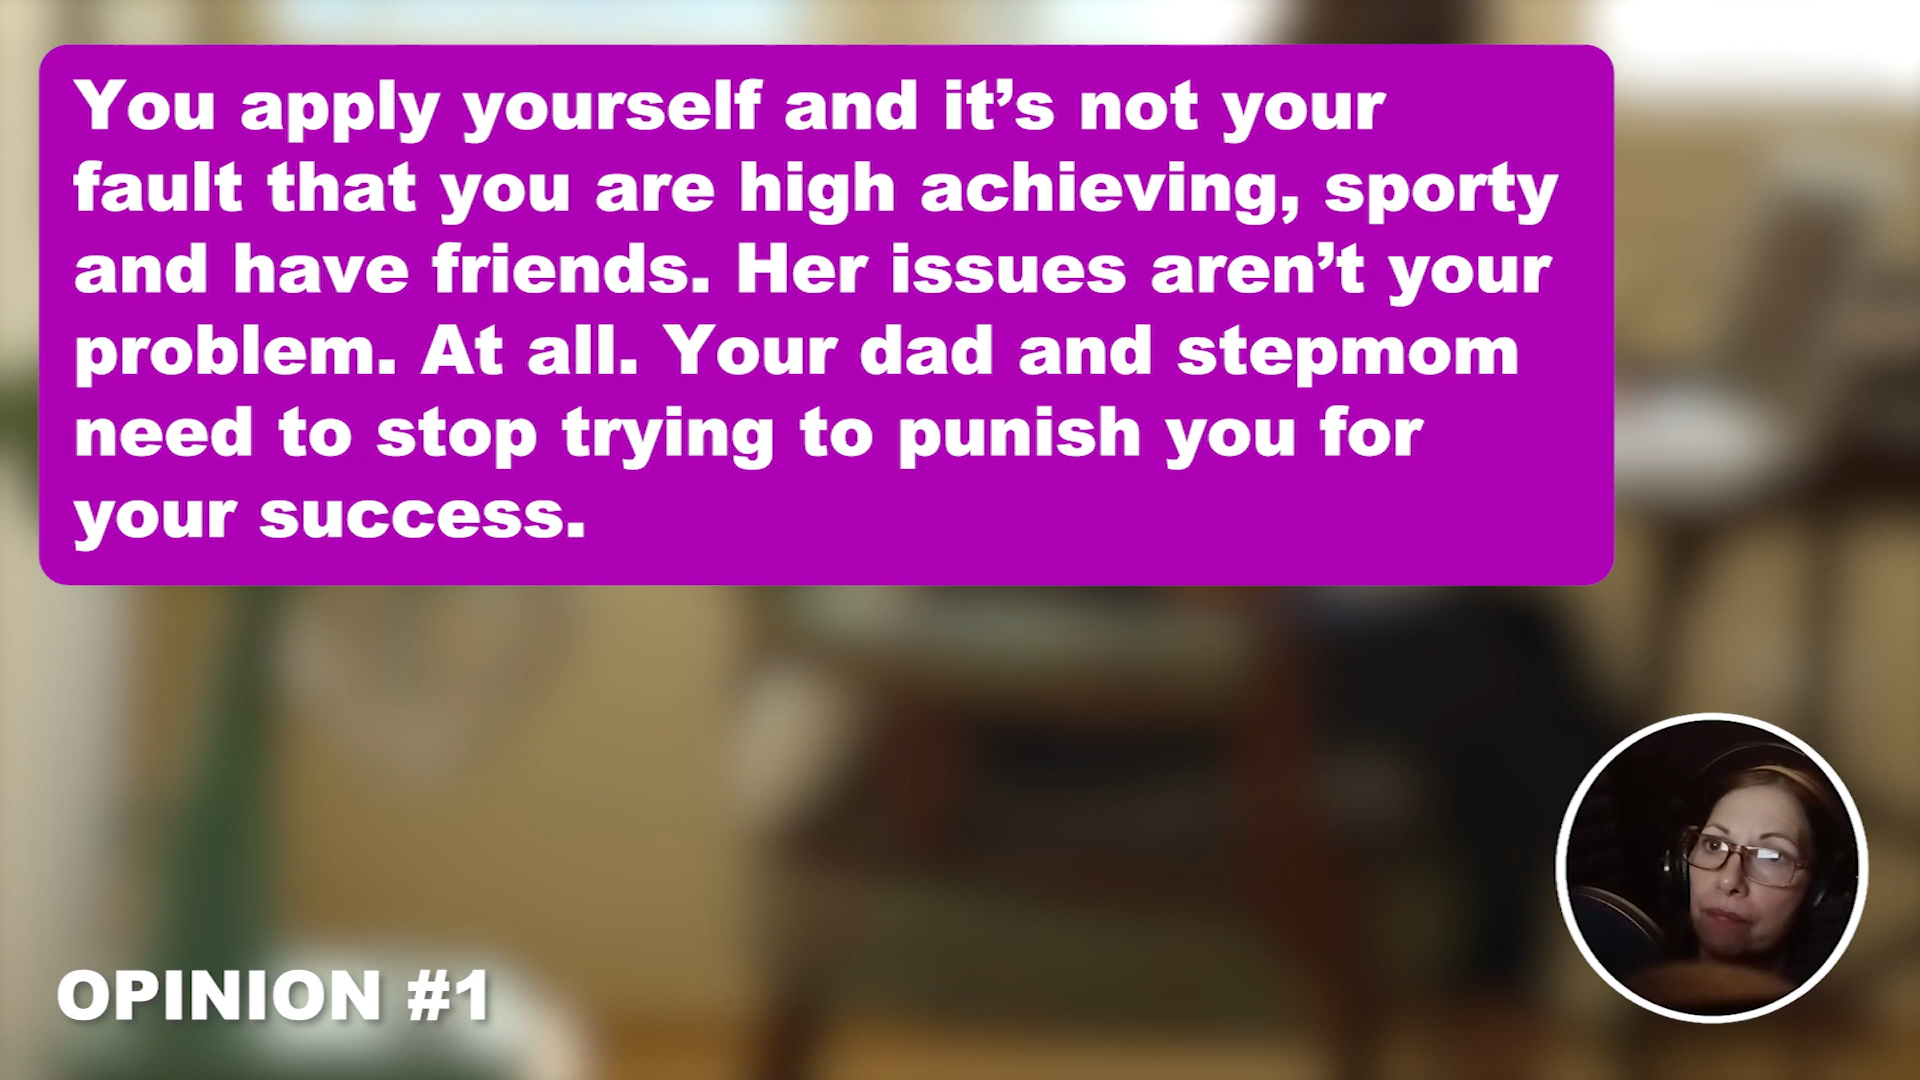 You apply yourself and it’s not your
fault that you are high achieving, sporty
and have friends. Her issues aren’t your
problem. At all. Your dad and stepmom
need to stop trying to punish you for
your success.
OPINION #1